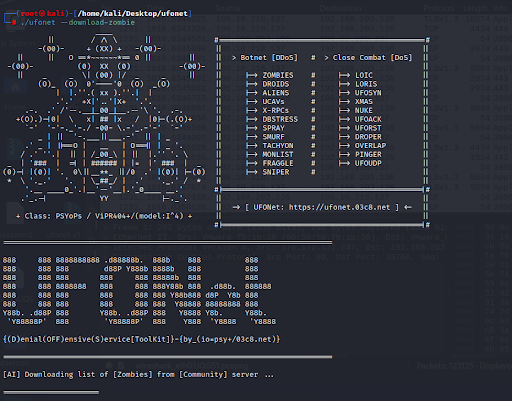 (root㉿kali)-[/home/kali/Desktop/ufonet]
./ufonet --download-zombie
> Botnet [DDoS] # > Close Combat [DoS]
|-> ZOMBIES # |-> LOIC
|-> DROIDS # |-> LORIS
|-> ALIENS # |-> UFOSYN
|-> UCAVs # |-> XMAS
|-> X-RPCs # |-> NUKE
|-> DBSTRESS # |-> UFOACK
|-> SPRAY # |-> UFORST
|-> SMURF # |-> DROPER
|-> TACHYON # |-> OVERLAP
|-> MONLIST # |-> PINGER
|-> FRAGGLE # |-> UFOUDP
|-> SNIPER #
-> [ UFONet: https://ufonet.03c8.net ] <-
+ Class: PSYoPs / ViPR404+/(model:I^4) +
UFONet
{(D)enial(OFF)ensive(S)ervice[ToolKit]}-{by_(io=psy+/03c8.net)}
[AI] Downloading list of [Zombies] from [Community] server ...